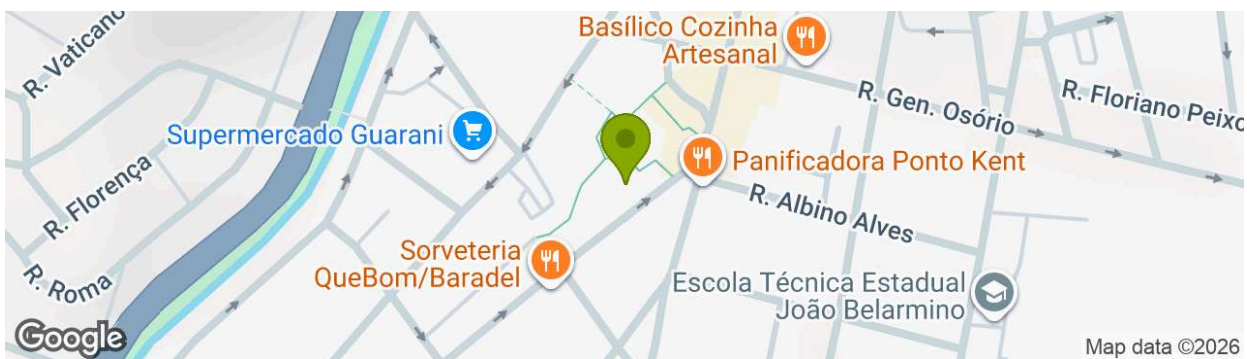 R. Vaticano
Basílico Cozinha
Artesanal
R. Gen. Osório
R. Floriano Peixo
Supermercado Guarani
Panificadora Ponto Kent
R. Florença
R. Albino Alves
R. Roma
Sorveteria
QueBom/Baradel
Escola Técnica Estadual
João Belarmino
Google
Map data ©2026